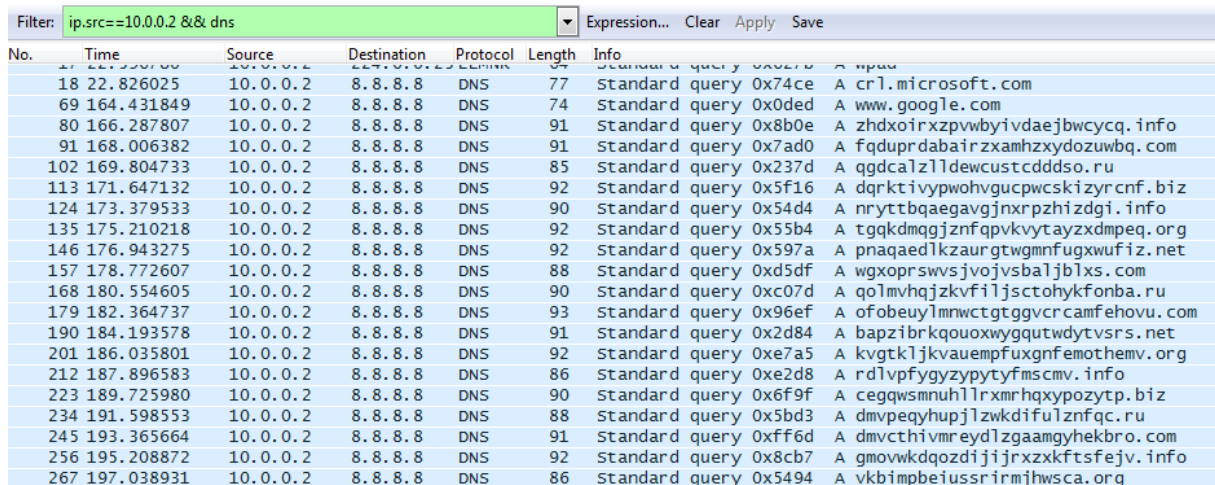 Filter: ip.src==10.0.0.2 && dns Expression... Clear Apply Save
No. Time Source Destination Protocol Length Info
18 22.826025 10.0.0.2 8.8.8.8 DNS 77 Standard query 0x74ce A crl.microsoft.com
69 164.431849 10.0.0.2 8.8.8.8 DNS 74 Standard query 0x0ded A www.google.com
80 166.287807 10.0.0.2 8.8.8.8 DNS 91 Standard query 0x8b0e A zhdxoirxzpvwbyivdaejbwcycq.info
91 168.006382 10.0.0.2 8.8.8.8 DNS 91 Standard query 0x7ad0 A fqduprdabairzxamhzxydozuwbq.com
102 169.804733 10.0.0.2 8.8.8.8 DNS 85 Standard query 0x237d A qgdcalzlldewcustcdddso.ru
113 171.647132 10.0.0.2 8.8.8.8 DNS 92 Standard query 0x5f16 A dqrktivypwohvgucpwcskizyrcnf.biz
124 173.379533 10.0.0.2 8.8.8.8 DNS 90 Standard query 0x54d4 A nryttbqaegavgjnxrpzhizdgi.info
135 175.210218 10.0.0.2 8.8.8.8 DNS 92 Standard query 0x55b4 A tgqkdmqgjznfqpvkvytayzxdmpeq.org
146 176.943275 10.0.0.2 8.8.8.8 DNS 92 Standard query 0x597a A pnaqaedlkzaurgtwgmnfugxwufiz.net
157 178.772607 10.0.0.2 8.8.8.8 DNS 88 Standard query 0xd5df A wgxoprswvsjvojvsbaljblxs.com
168 180.554605 10.0.0.2 8.8.8.8 DNS 90 Standard query 0xc07d A qolmvhqjzkvfiljsctohykfonba.ru
179 182.364737 10.0.0.2 8.8.8.8 DNS 93 Standard query 0x96ef A ofobeuylmnwctgtggvcrcamfehovu.com
190 184.193578 10.0.0.2 8.8.8.8 DNS 91 Standard query 0x2d84 A bapzibrkqouoxwygqutwdytvsrs.net
201 186.035801 10.0.0.2 8.8.8.8 DNS 92 Standard query 0xe7a5 A kvgtkljkvauempfuxgnfemothemv.org
212 187.896583 10.0.0.2 8.8.8.8 DNS 86 Standard query 0xe2d8 A rdlvpfygyzypytyfmscmv.info
223 189.725980 10.0.0.2 8.8.8.8 DNS 90 Standard query 0x6f9f A cegqwsmnuhllrxmrhqxypozytp.biz
234 191.598553 10.0.0.2 8.8.8.8 DNS 88 Standard query 0x5bd3 A dmvpeqyhupjlzwkdifulznfqc.ru
245 193.365664 10.0.0.2 8.8.8.8 DNS 91 Standard query 0xff6d A dmvcthivmreydlzgaamgyhekbro.com
256 195.208872 10.0.0.2 8.8.8.8 DNS 92 Standard query 0x8cb7 A gmovwkdqozdijijrxzxkftsfejv.info
267 197.038931 10.0.0.2 8.8.8.8 DNS 86 Standard query 0x5494 A vkbimpbeiussrirmjhwsca.org